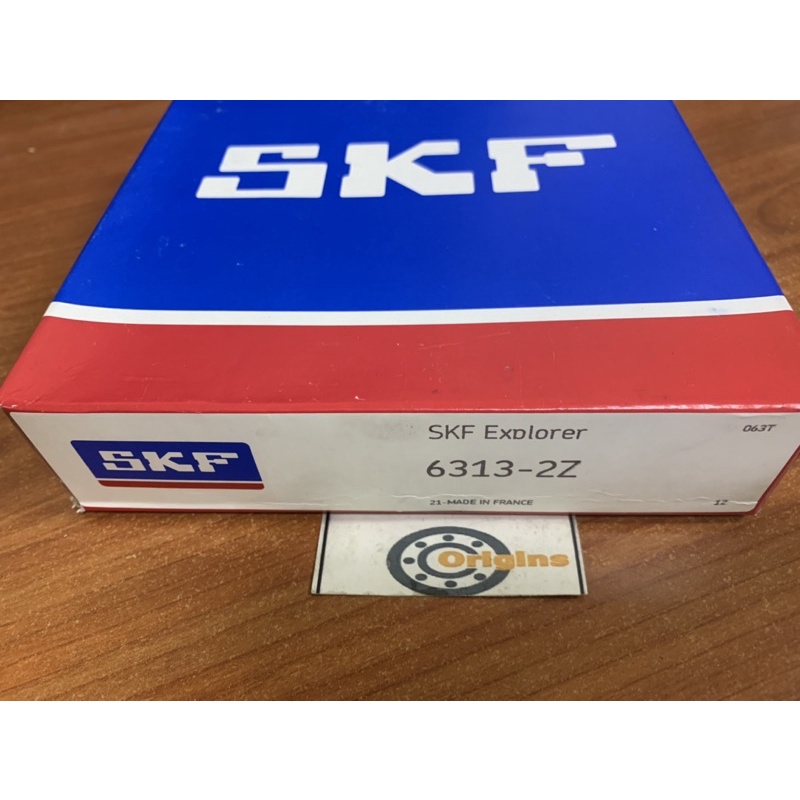 SKF
SKF
SKF Explorer
063T
6313-2Z
21-MADE IN FRANCE
12
Origins